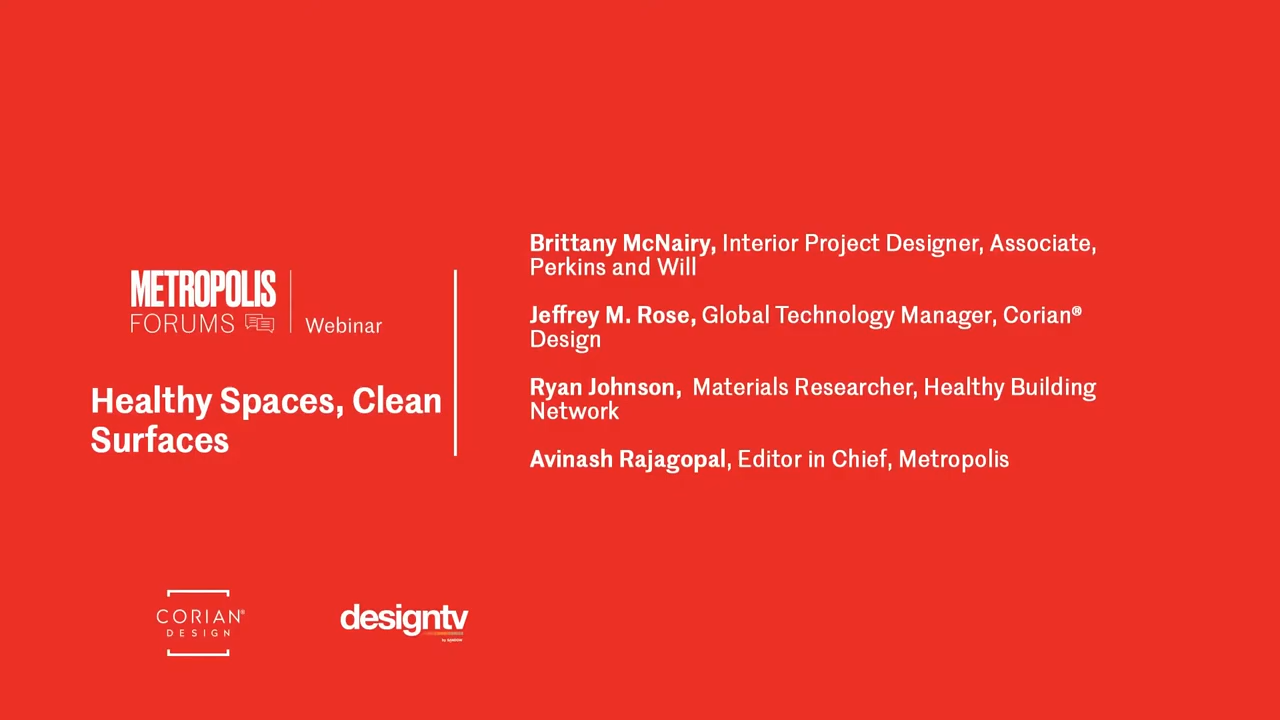 METROPOLIS
FORUMS
Webinar
Healthy Spaces, Clean
Surfaces
Brittany McNairy, Interior Project Designer, Associate,
Perkins and Will
Jeffrey M. Rose, Global Technology Manager, Corian®
Design
Ryan Johnson, Materials Researcher, Healthy Building
Network
Avinash Rajagopal, Editor in Chief, Metropolis
CORIAN®
DESIGN
designtv